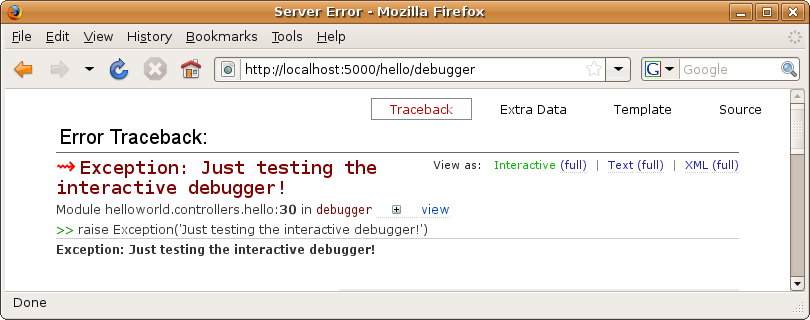 Server Error - Mozilla Firefox
File Edit View History Bookmarks Tools Help
http://localhost:5000/hello/debugger G Google
Traceback Extra Data Template Source
Error Traceback:
⇝Exception: Just testing the interactive debugger!
View as: Interactive (full) | Text (full) | XML (full)
Module helloworld.controllers.hello:30 in debugger view
>> raise Exception('Just testing the interactive debugger!')
Exception: Just testing the interactive debugger!
Done